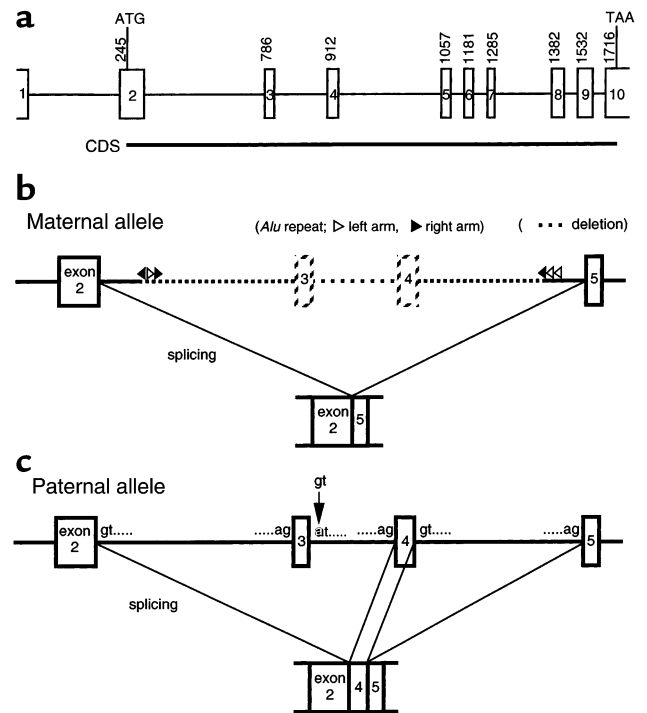 a
ATG
TAA
245
786
912
1057
1181
1285
1382
1532
1716
1
2
3
4
5
6
7
8
9
10
CDS
b
Maternal allele
(Alu repeat; ▷ left arm, ▶ right arm)
( ···· deletion)
exon
2
3
4
5
splicing
exon
2
5
c
Paternal allele
gt
exon
2
gt.....
.....ag
3
at.....
.....ag
4
gt.....
.....ag
5
splicing
exon
2
4
5